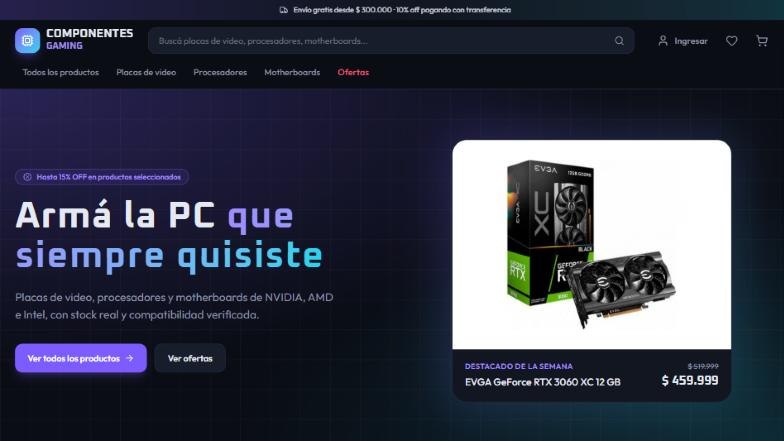 Envío gratis desde $ 300.000 · 10% off pagando con transferencia
COMPONENTES
GAMING
Buscá placas de video, procesadores, motherboards...
Ingresar
Todos los productos
Placas de video
Procesadores
Motherboards
Ofertas
Hasta 15% OFF en productos seleccionados
Armá la PC que
siempre quisiste
Placas de video, procesadores y motherboards de NVIDIA, AMD
e Intel, con stock real y compatibilidad verificada.
Ver todos los productos →
Ver ofertas
EVGA
12GB GDDR6
XC
BLACK
GEFORCE
RTX
DESTACADO DE LA SEMANA
$ 519.999
EVGA GeForce RTX 3060 XC 12 GB
$ 459.999